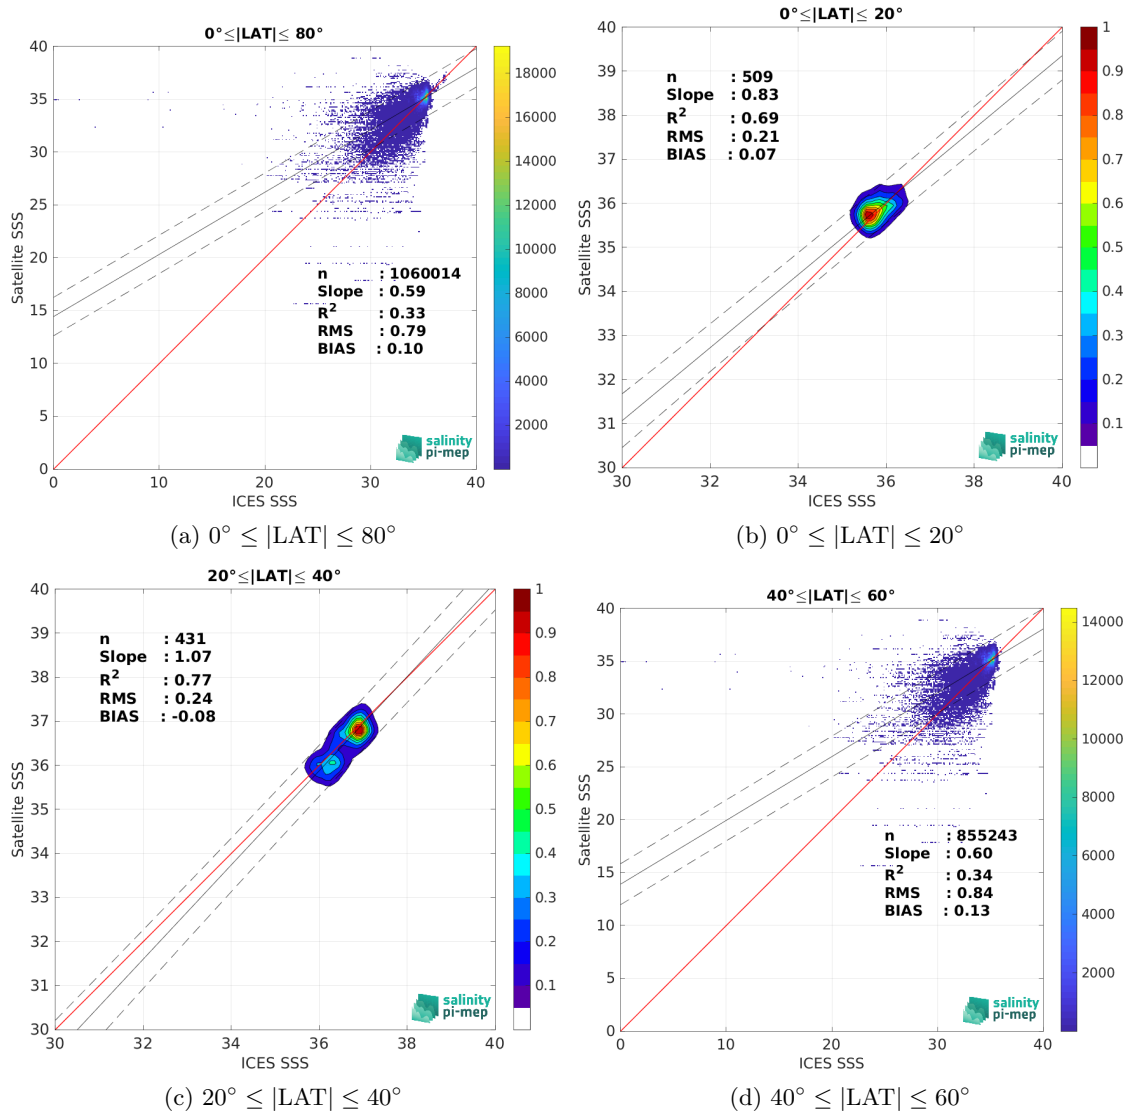 0°≤|LAT|≤ 80°
40
35
30
25
20
15
10
5
0
Satellite SSS
n : 1060014
Slope : 0.59
R² : 0.33
RMS : 0.79
BIAS : 0.10
salinity
pi-mep
0 10 20 30 40
ICES SSS
18000
16000
14000
12000
10000
8000
6000
4000
2000
(a) 0° ≤ |LAT| ≤ 80°
0°≤|LAT|≤ 20°
40
39
38
37
36
35
34
33
32
31
30
Satellite SSS
n : 509
Slope : 0.83
R² : 0.69
RMS : 0.21
BIAS : 0.07
salinity
pi-mep
30 32 34 36 38 40
ICES SSS
1
0.9
0.8
0.7
0.6
0.5
0.4
0.3
0.2
0.1
(b) 0° ≤ |LAT| ≤ 20°
20°≤|LAT|≤ 40°
40
39
38
37
36
35
34
33
32
31
30
Satellite SSS
n : 431
Slope : 1.07
R² : 0.77
RMS : 0.24
BIAS : -0.08
salinity
pi-mep
30 32 34 36 38 40
ICES SSS
1
0.9
0.8
0.7
0.6
0.5
0.4
0.3
0.2
0.1
(c) 20° ≤ |LAT| ≤ 40°
40°≤|LAT|≤ 60°
40
35
30
25
20
15
10
5
0
Satellite SSS
n : 855243
Slope : 0.60
R² : 0.34
RMS : 0.84
BIAS : 0.13
salinity
pi-mep
0 10 20 30 40
ICES SSS
14000
12000
10000
8000
6000
4000
2000
(d) 40° ≤ |LAT| ≤ 60°